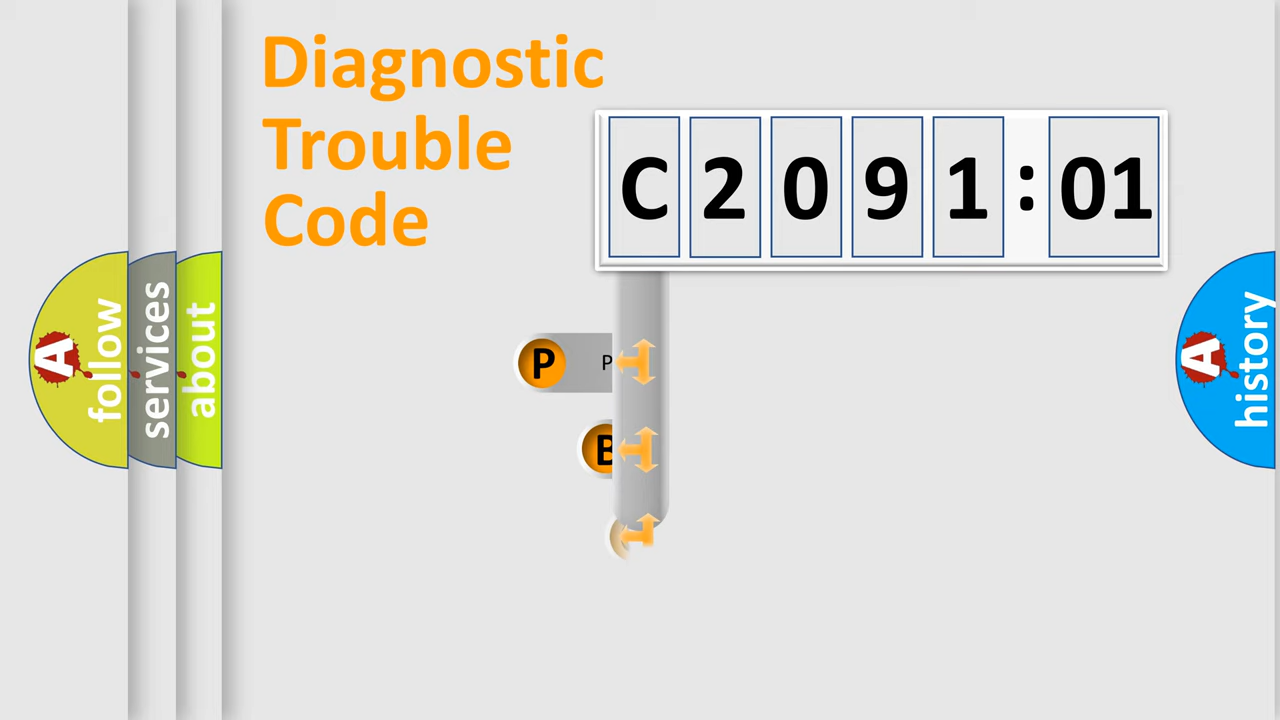 Diagnostic
Trouble
Code
C2091:01
P
P
B
A
follow
services
about
A
history